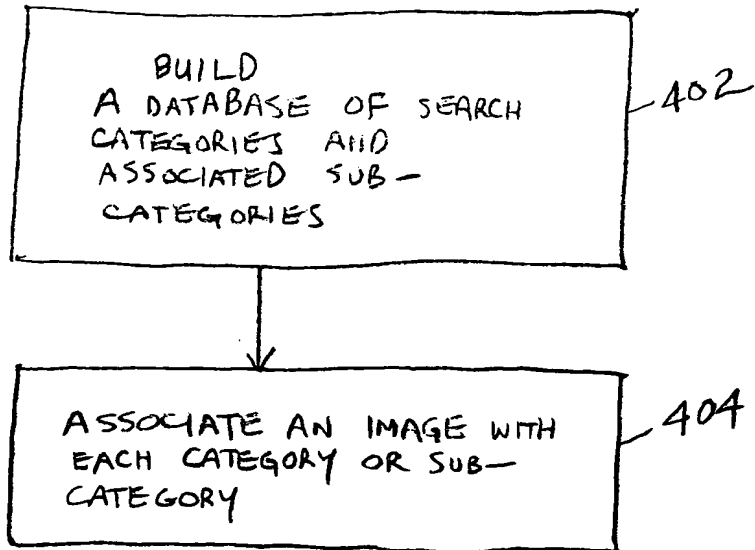 BUILD
A DATABASE OF SEARCH
CATEGORIES AND
ASSOCIATED SUB-
CATEGORIES
402
ASSOCIATE AN IMAGE WITH
EACH CATEGORY OR SUB-
CATEGORY
404